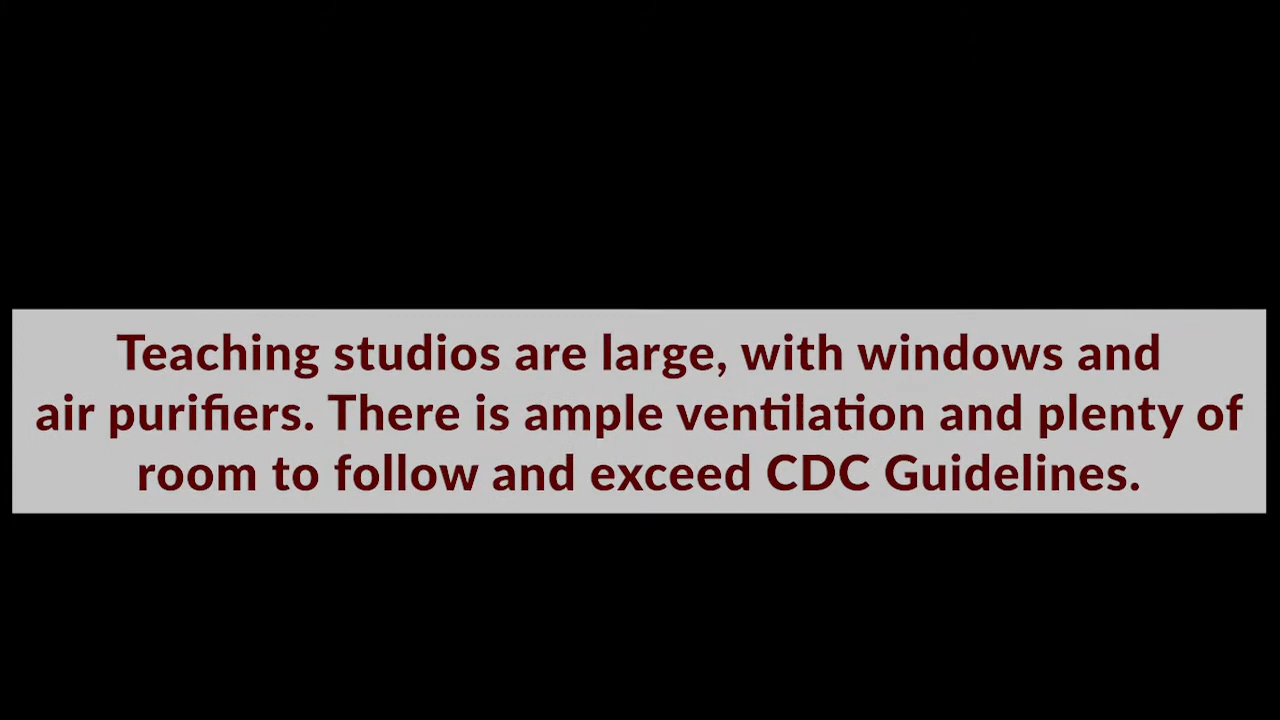 Teaching studios are large, with windows and
air purifiers. There is ample ventilation and plenty of
room to follow and exceed CDC Guidelines.